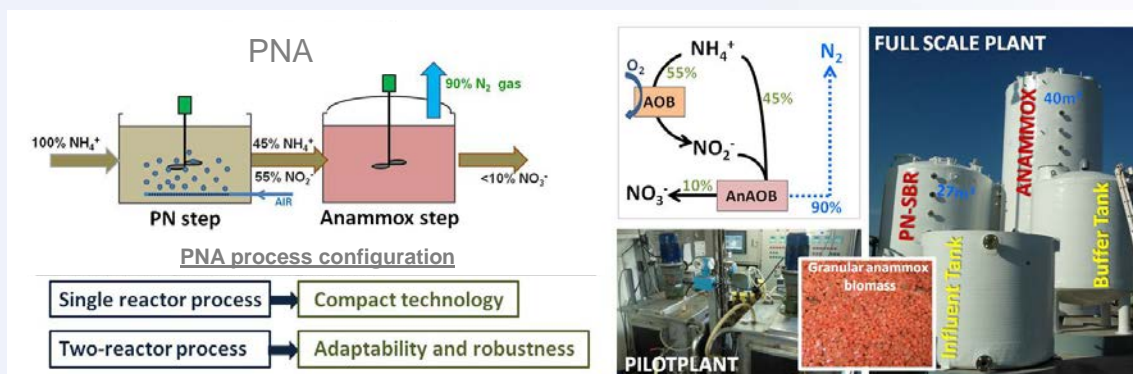 PNA
90% N₂ gas
100% NH₄⁺
45% NH₄⁺
55% NO₂⁻
<10% NO₃⁻
AIR
PN step
Anammox step
PNA process configuration
Single reactor process
Compact technology
Two-reactor process
Adaptability and robustness
NH₄⁺
N₂
O₂
55%
AOB
45%
NO₂⁻
NO₃⁻
10%
AnAOB
90%
PILOTPLANT
Granular anammox
biomass
FULL SCALE PLANT
ANAMMOX
40m³
PN-SBR
27m³
Influent Tank
Buffer Tank